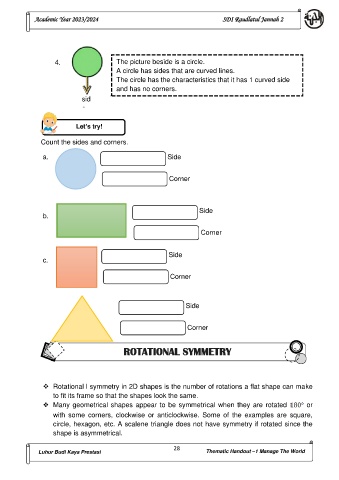 Academic Year 2023/2024
SDI Raudlatul Jannah 2
4.
The picture beside is a circle.
A circle has sides that are curved lines.
The circle has the characteristics that it has 1 curved side
and has no corners.
sid
Let's try!
Count the sides and corners.
a.
Side
Corner
b.
Side
Corner
c.
Side
Corner
Side
Corner
ROTATIONAL SYMMETRY
❖ Rotational l symmetry in 2D shapes is the number of rotations a flat shape can make
to fit its frame so that the shapes look the same.
❖ Many geometrical shapes appear to be symmetrical when they are rotated 180° or
with some corners, clockwise or anticlockwise. Some of the examples are square,
circle, hexagon, etc. A scalene triangle does not have symmetry if rotated since the
shape is asymmetrical.
Luhur Budi Kaya Prestasi
28
Thematic Handout –1 Manage The World